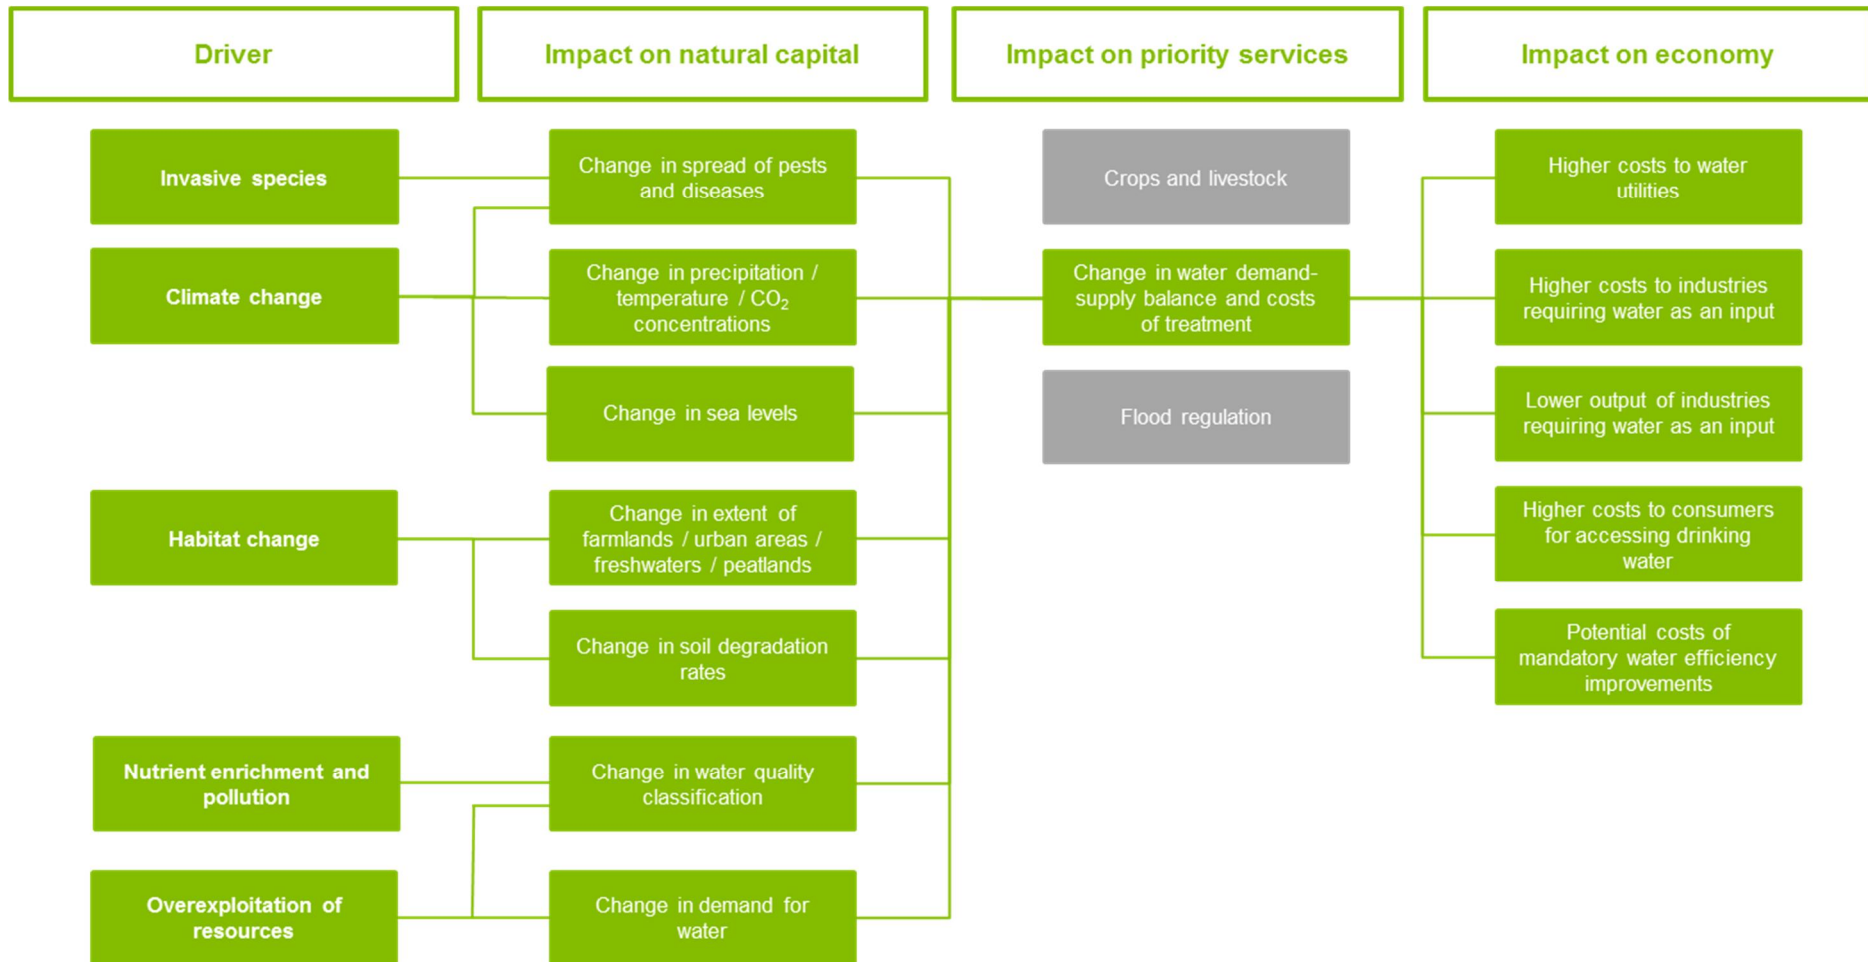 Driver
Impact on natural capital
Impact on priority services
Impact on economy
Invasive species
Climate change
Habitat change
Nutrient enrichment and
pollution
Overexploitation of
resources
Change in spread of pests
and diseases
Change in precipitation /
temperature / CO₂
concentrations
Change in sea levels
Change in extent of
farmlands / urban areas /
freshwaters / peatlands
Change in soil degradation
rates
Change in water quality
classification
Change in demand for
water
Crops and livestock
Change in water demand-
supply balance and costs
of treatment
Flood regulation
Higher costs to water
utilities
Higher costs to industries
requiring water as an input
Lower output of industries
requiring water as an input
Higher costs to consumers
for accessing drinking
water
Potential costs of
mandatory water efficiency
improvements